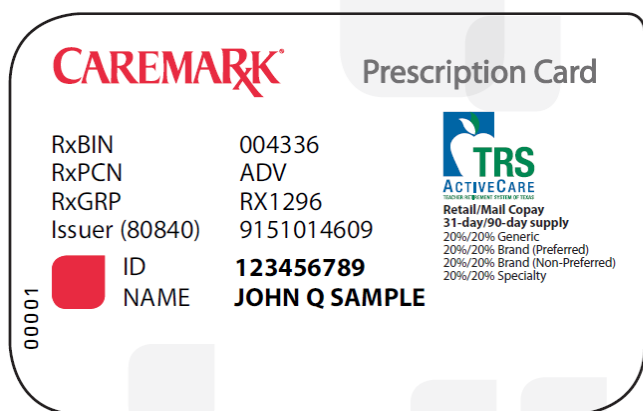 CAREMARK® Prescription Card
RxBIN 004336
RxPCN ADV
RxGRP RX1296
Issuer (80840) 9151014609
ID 123456789
NAME JOHN Q SAMPLE
00001
TRS
ACTIVECARE
TEACHER RETIREMENT SYSTEM OF TEXAS
Retail/Mail Copay
31-day/90-day supply
20%/20% Generic
20%/20% Brand (Preferred)
20%/20% Brand (Non-Preferred)
20%/20% Specialty